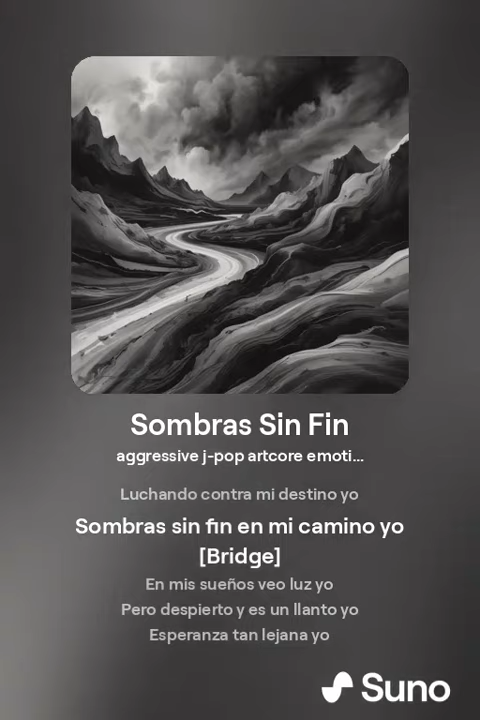 Sombras Sin Fin
aggressive j-pop artcore emoti...
Luchando contra mi destino yo
Sombras sin fin en mi camino yo
[Bridge]
En mis sueños veo luz yo
Pero despierto y es un llanto yo
Esperanza tan lejana yo
Suno